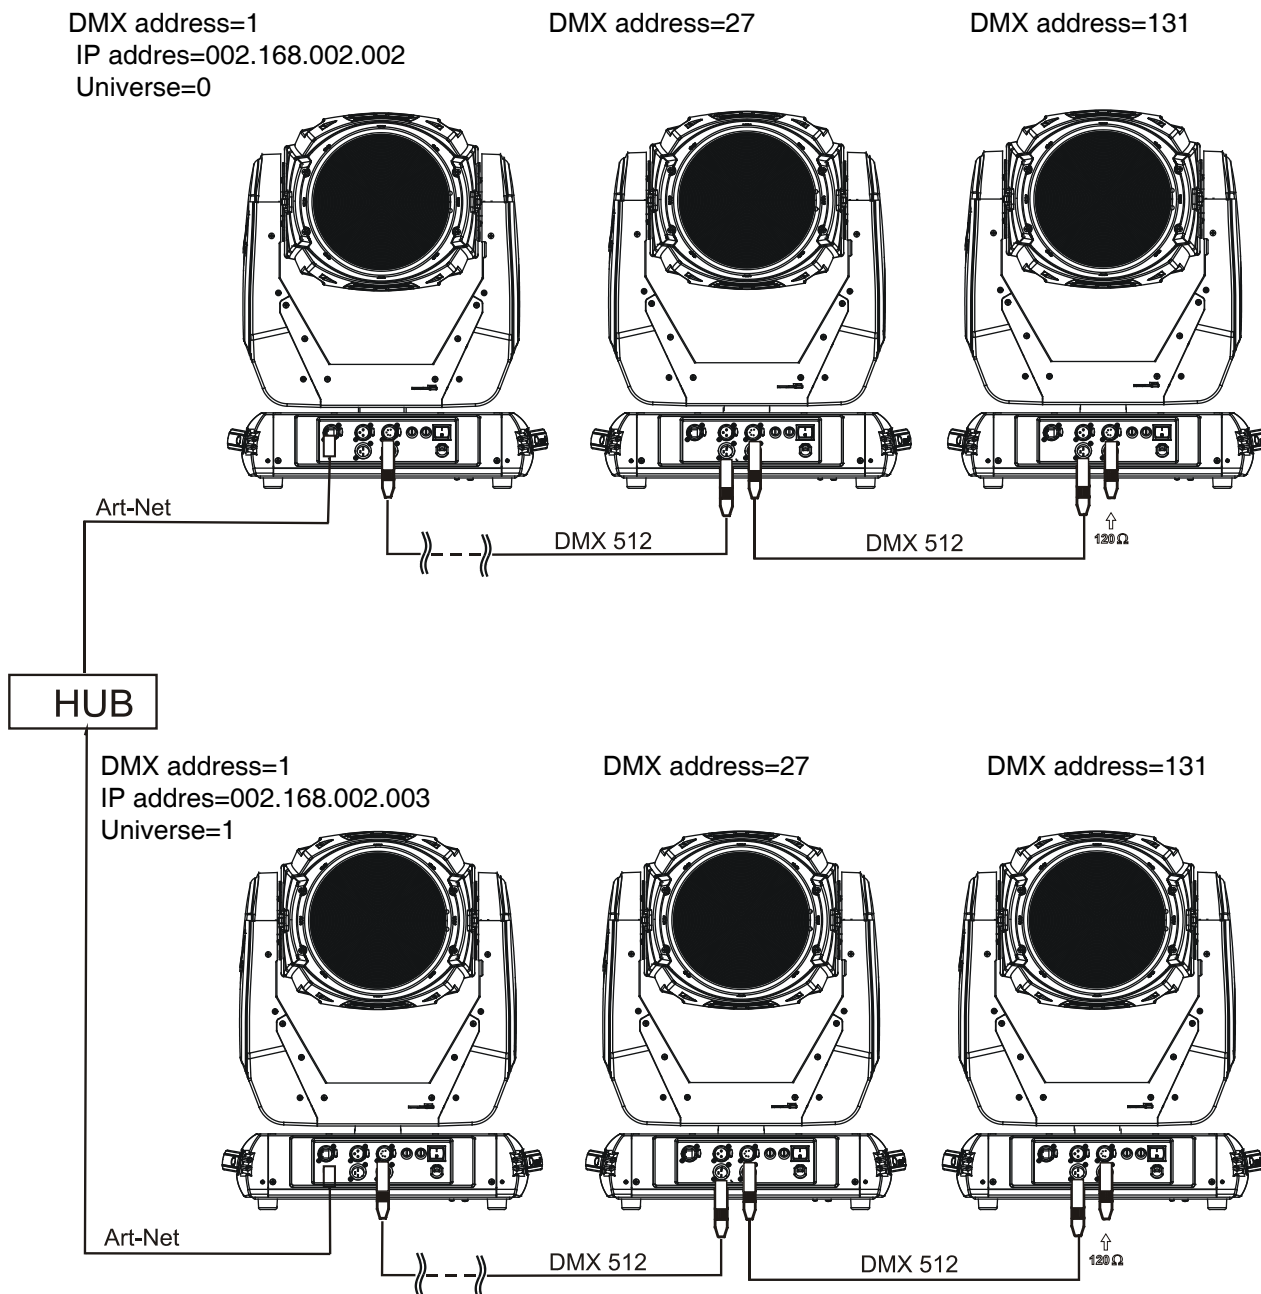 DMX address=1
IP addres=002.168.002.002
Universe=0
DMX address=27
DMX address=131
Art-Net
DMX 512
DMX 512
120Ω
HUB
DMX address=1
IP addres=002.168.002.003
Universe=1
DMX address=27
DMX address=131
Art-Net
DMX 512
DMX 512
120Ω